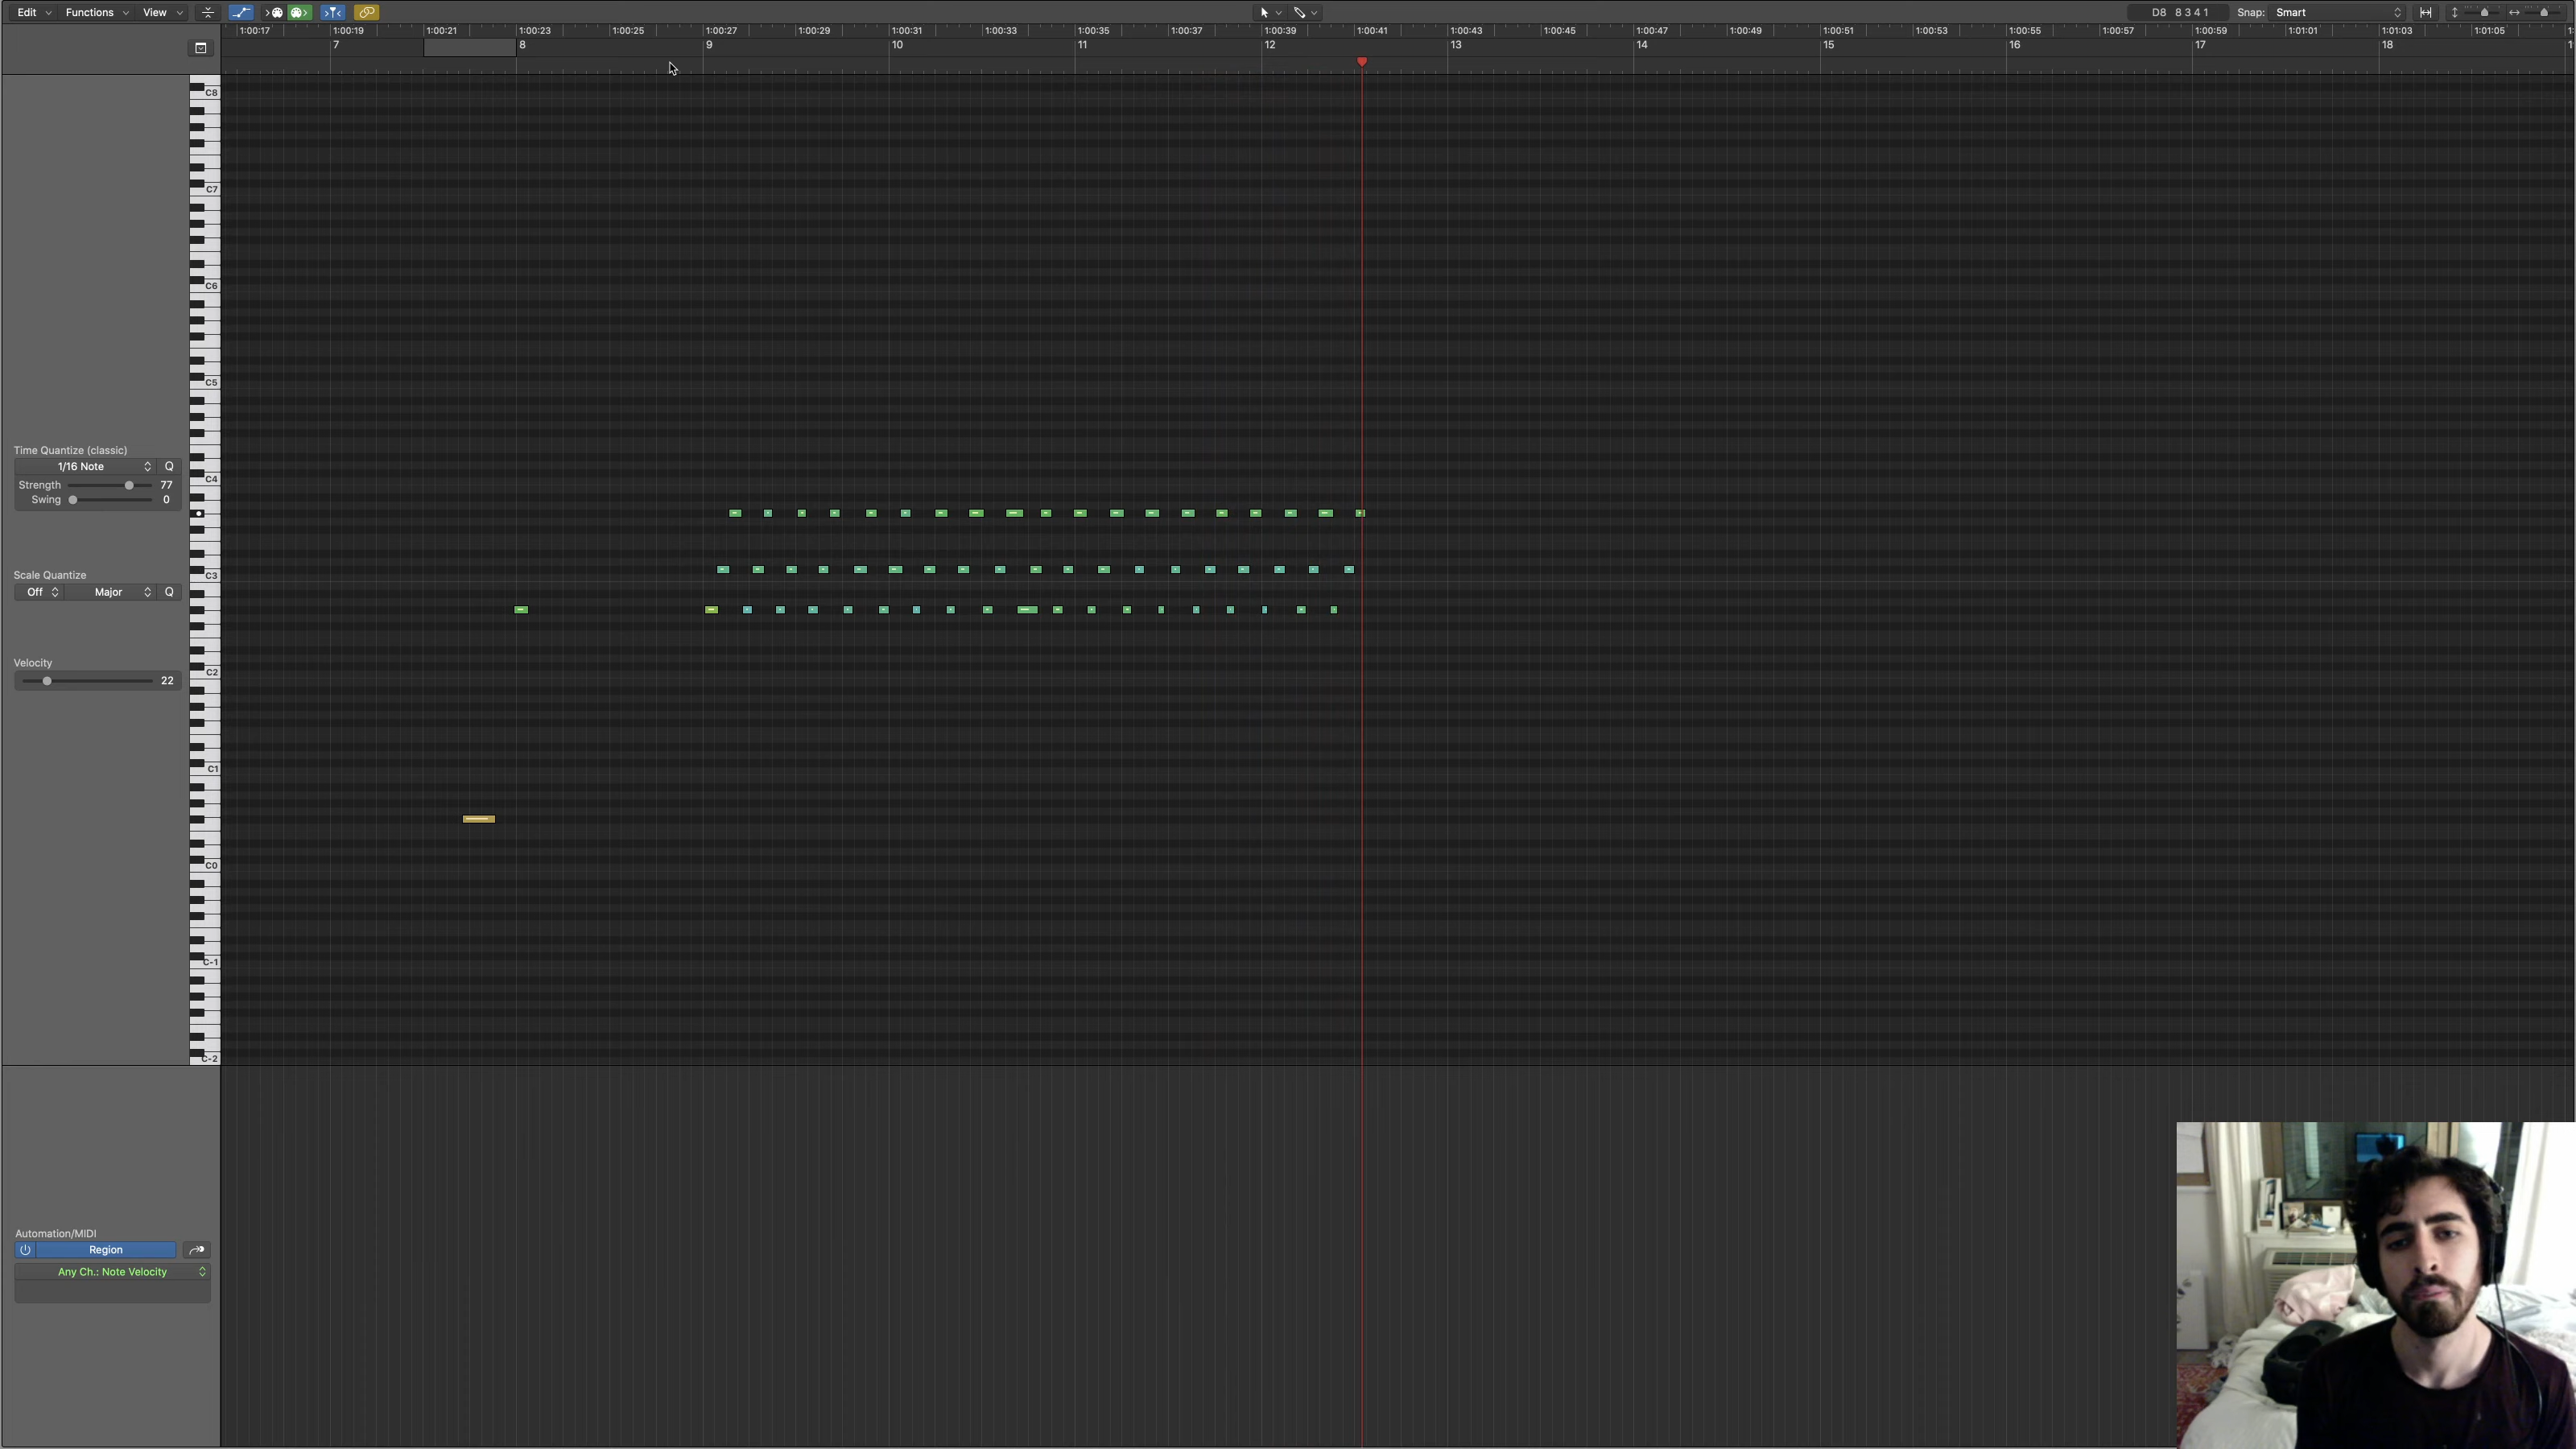 Edit Functions View D8 8 3 4 1 Snap: Smart
1:00:17 1:00:19 1:00:21 1:00:23 1:00:25 1:00:27 1:00:29 1:00:31 1:00:33 1:00:35 1:00:37 1:00:39 1:00:41 1:00:43 1:00:45 1:00:47 1:00:49 1:00:51 1:00:53 1:00:55 1:00:57 1:00:59 1:01:01 1:01:03 1:01:05
7 8 9 10 11 12 13 14 15 16 17 18
C8
C7
C6
C5
Time Quantize (classic)
1/16 Note Q
C4
Strength 77
Swing 0
Scale Quantize
C3
Off Major Q
Velocity
C2
22
C1
C0
C-1
C-2
Automation/MIDI
Region
Any Ch.: Note Velocity